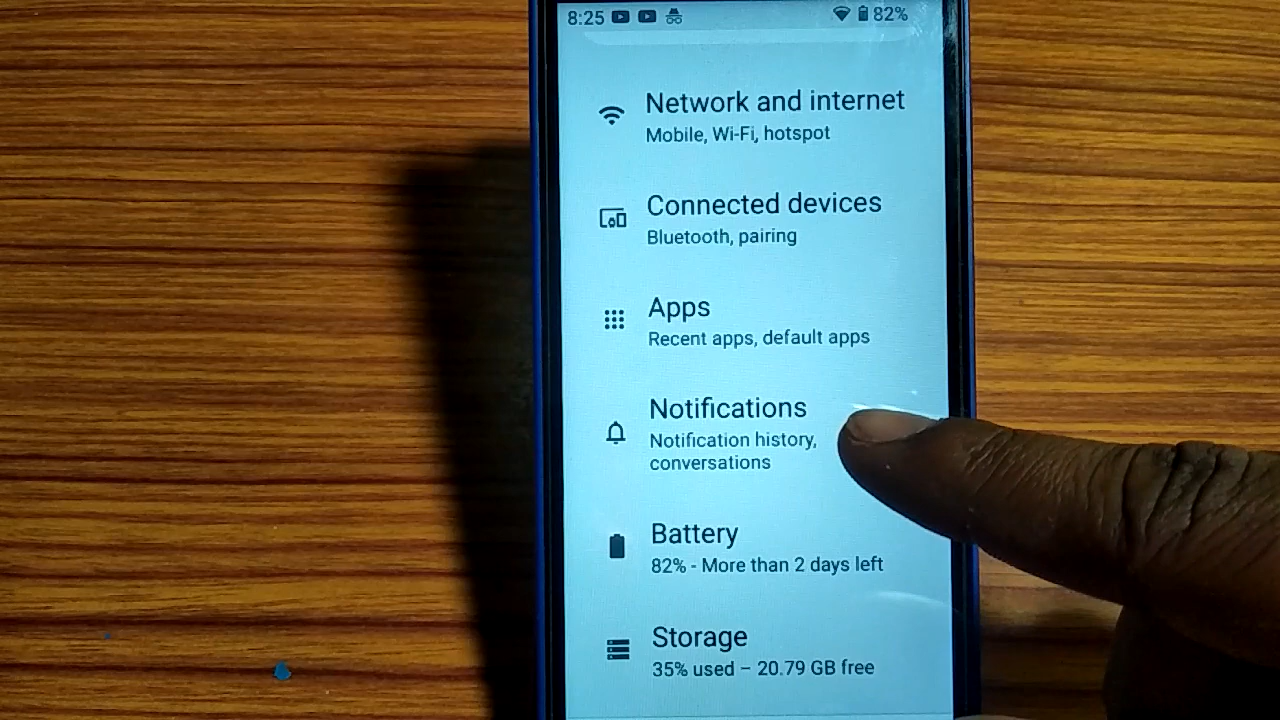 8:25 82%
Network and internet
Mobile, Wi-Fi, hotspot
Connected devices
Bluetooth, pairing
Apps
Recent apps, default apps
Notifications
Notification history,
conversations
Battery
82% - More than 2 days left
Storage
35% used – 20.79 GB free